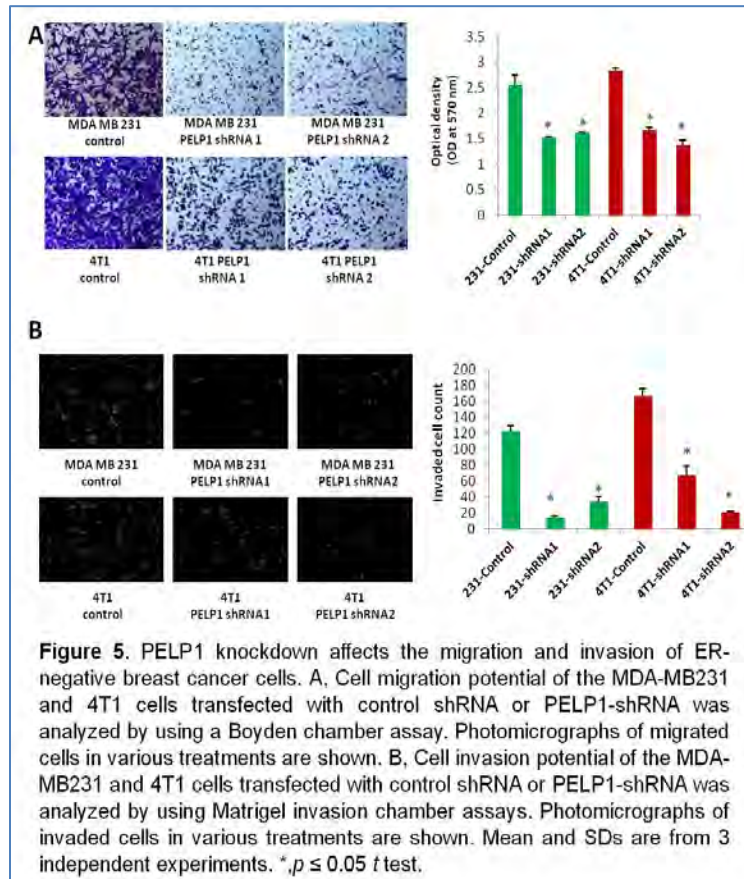 A
MDA MB 231
control
MDA MB 231
PELP1 shRNA 1
MDA MB 231
PELP1 shRNA 2
4T1
control
4T1 PELP1
shRNA 1
4T1 PELP1
shRNA 2
Optical density
(OD at 570 nm)
3.5
3
2.5
2
1.5
1
0.5
0
* * * *
231-Control
231-shRNA1
231-shRNA2
4T1-Control
4T1-shRNA1
4T1-shRNA2
B
MDA MB 231
control
MDA MB 231
PELP1 shRNA1
MDA MB 231
PELP1 shRNA2
4T1
control
4T1
PELP1 shRNA1
4T1
PELP1 shRNA2
Invaded cell count
200
180
160
140
120
100
80
60
40
20
0
* * * *
231-Control
231-shRNA1
231-shRNA2
4T1-Control
4T1-shRNA1
4T1-shRNA2
Figure 5. PELP1 knockdown affects the migration and invasion of ER-
negative breast cancer cells. A, Cell migration potential of the MDA-MB231
and 4T1 cells transfected with control shRNA or PELP1-shRNA was
analyzed by using a Boyden chamber assay. Photomicrographs of migrated
cells in various treatments are shown. B, Cell invasion potential of the MDA-
MB231 and 4T1 cells transfected with control shRNA or PELP1-shRNA was
analyzed by using Matrigel invasion chamber assays. Photomicrographs of
invaded cells in various treatments are shown. Mean and SDs are from 3
independent experiments. *,p ≤ 0.05 t test.